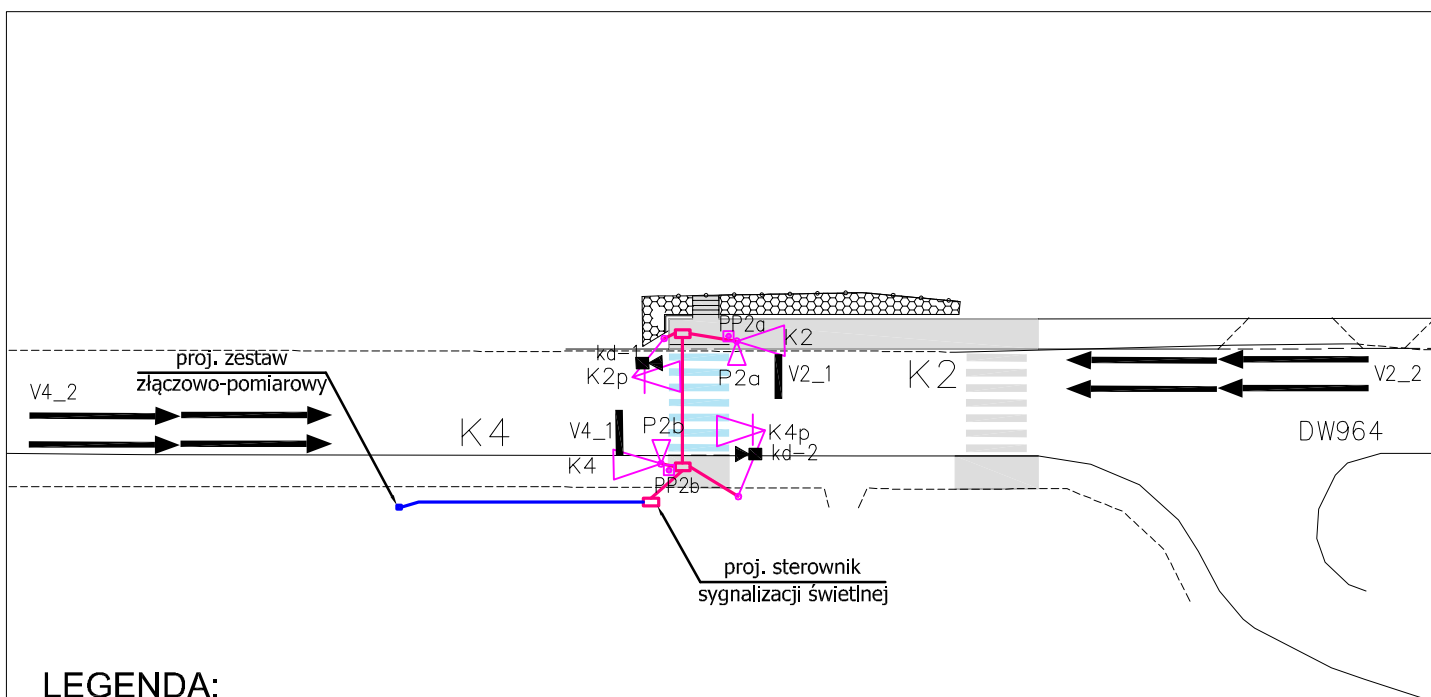 PP2a
K2
kd-1
proj. zestaw
złączowo-pomiarowy
K2p
P2a
V2_1
K2
V2_2
V4_2
K4
V4_1
P2b
K4p
DW964
K4
kd-2
PP2b
proj. sterownik
sygnalizacji świetlnej
LEGENDA: